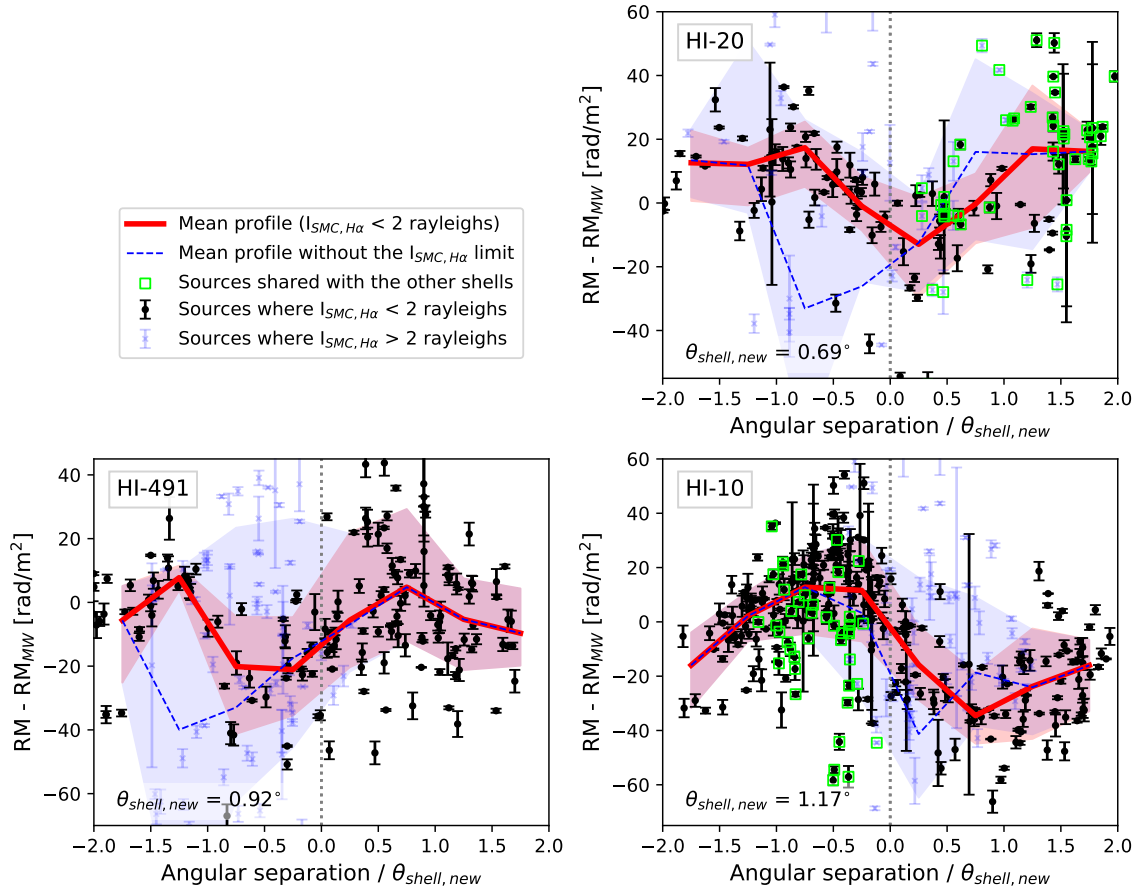 HI-20
RM - RM_MW [rad/m²]
60
40
20
0
−20
−40
θ_shell, new = 0.69°
−2.0 −1.5 −1.0 −0.5 0.0 0.5 1.0 1.5 2.0
Angular separation / θ_shell, new
Mean profile (I_SMC, Hα < 2 rayleighs)
Mean profile without the I_SMC, Hα limit
Sources shared with the other shells
Sources where I_SMC, Hα < 2 rayleighs
Sources where I_SMC, Hα > 2 rayleighs
HI-491
RM - RM_MW [rad/m²]
40
20
0
−20
−40
−60
θ_shell, new = 0.92°
−2.0 −1.5 −1.0 −0.5 0.0 0.5 1.0 1.5 2.0
Angular separation / θ_shell, new
HI-10
RM - RM_MW [rad/m²]
60
40
20
0
−20
−40
−60
θ_shell, new = 1.17°
−2.0 −1.5 −1.0 −0.5 0.0 0.5 1.0 1.5 2.0
Angular separation / θ_shell, new